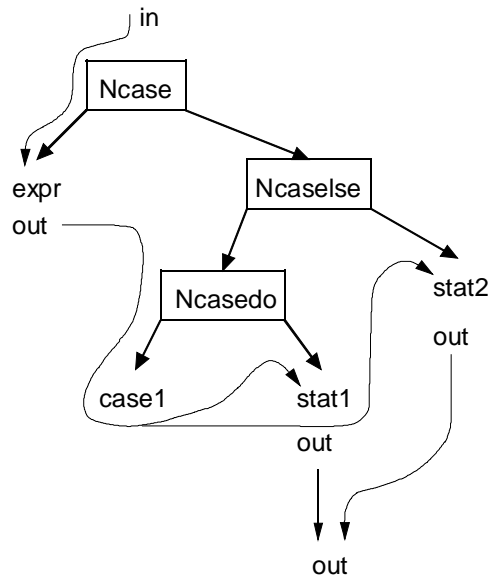 in
Ncase
Ncaselse
expr
out
Ncasedo
stat2
out
case1
stat1
out
out